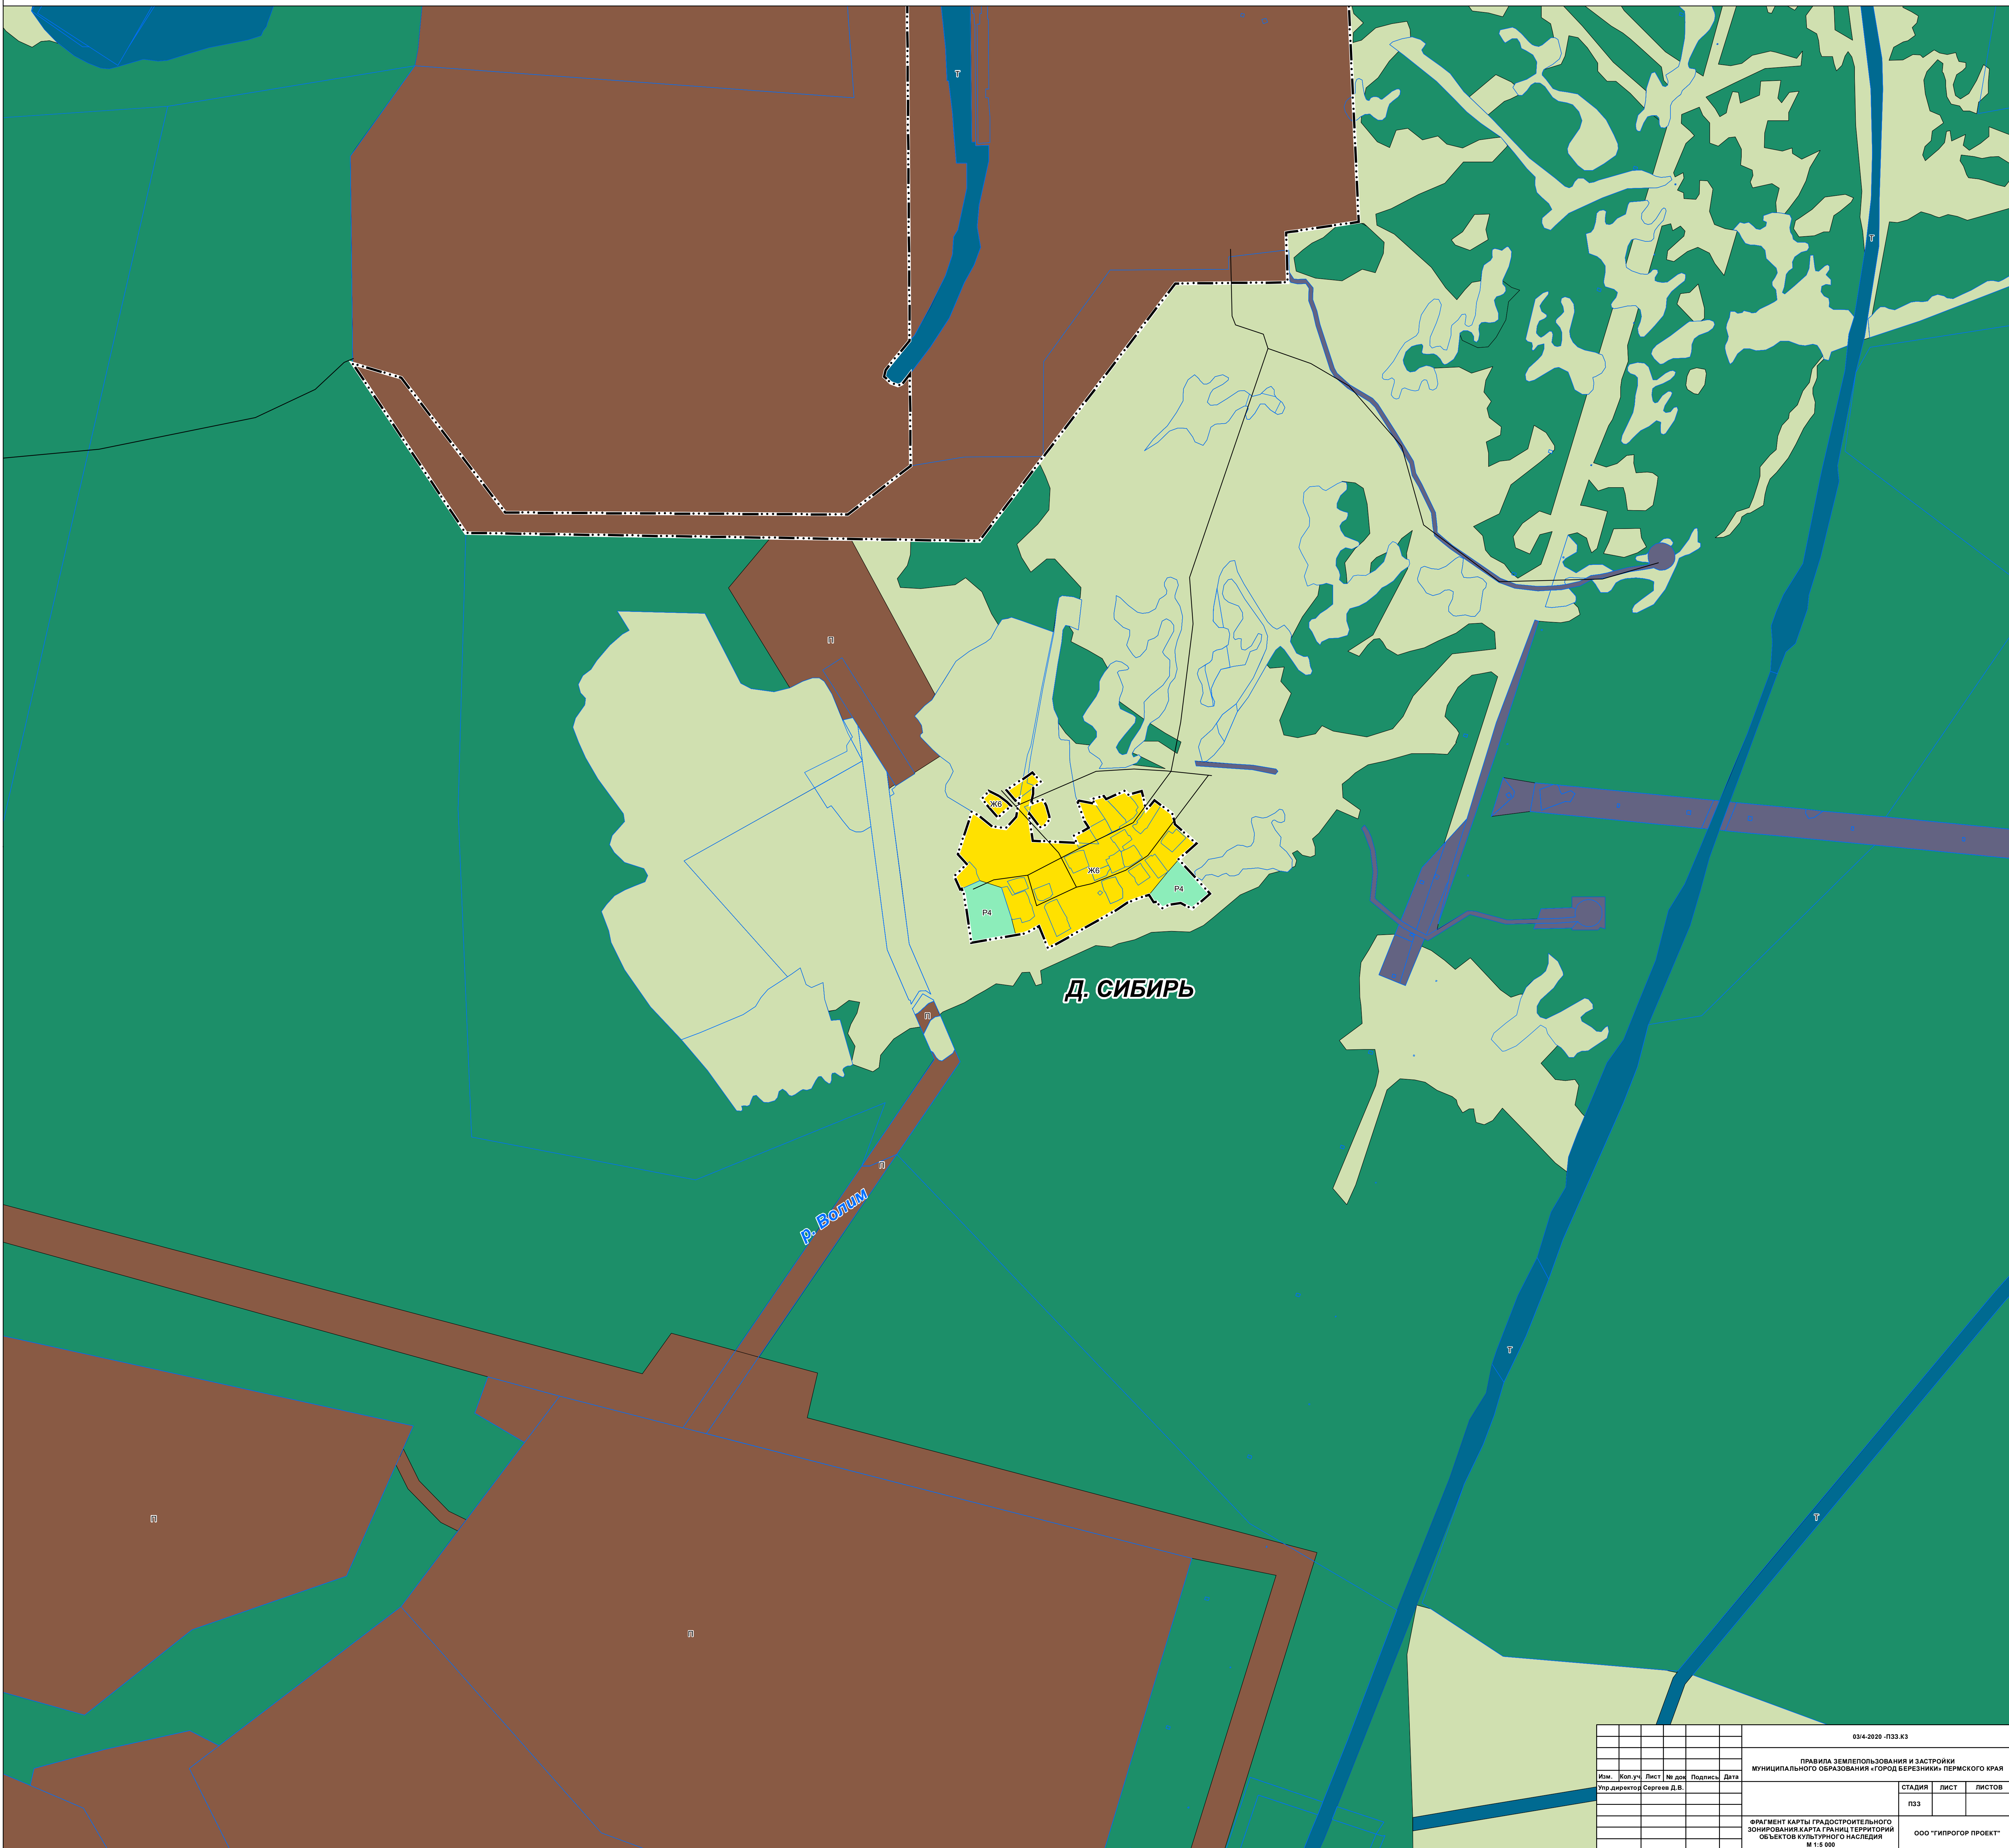 Т
Т
П
Ж6
Ж6
Р4
Р4
Д. СИБИРЬ
П
П
р. Волим
Т
П
Т
П
03/4-2020 -ПЗЗ.КЗ
ПРАВИЛА ЗЕМЛЕПОЛЬЗОВАНИЯ И ЗАСТРОЙКИ
МУНИЦИПАЛЬНОГО ОБРАЗОВАНИЯ «ГОРОД БЕРЕЗНИКИ» ПЕРМСКОГО КРАЯ
Изм. Кол.уч Лист № док Подпись Дата
Упр.директор Сергеев Д.В.
СТАДИЯ ЛИСТ ЛИСТОВ
ПЗЗ
ФРАГМЕНТ КАРТЫ ГРАДОСТРОИТЕЛЬНОГО
ЗОНИРОВАНИЯ.КАРТА ГРАНИЦ ТЕРРИТОРИЙ
ОБЪЕКТОВ КУЛЬТУРНОГО НАСЛЕДИЯ
М 1:5 000
ООО "ГИПРОГОР ПРОЕКТ"